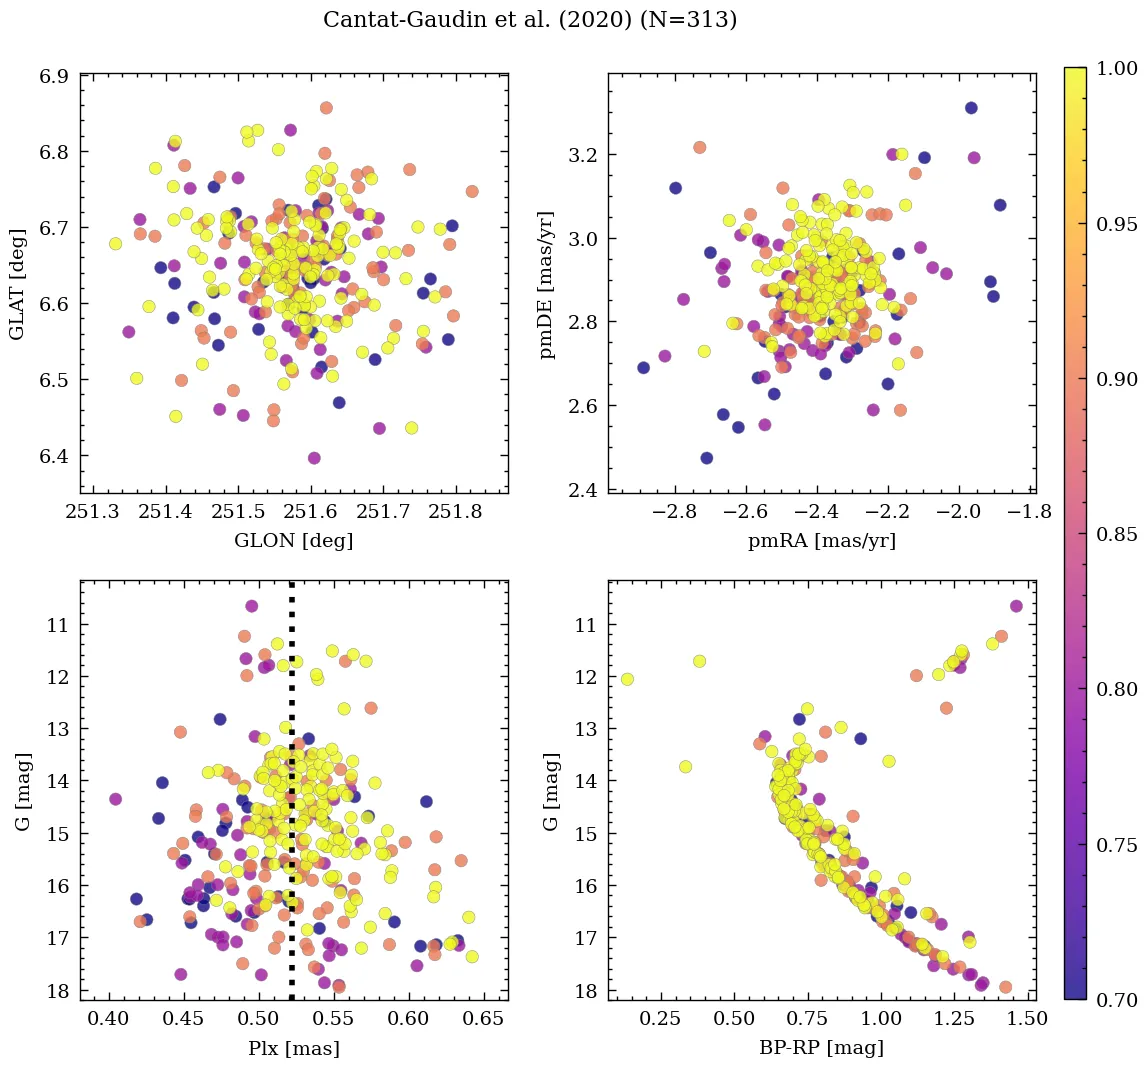 Cantat-Gaudin et al. (2020) (N=313)
6.9
6.8
6.7
6.6
6.5
6.4
GLAT [deg]
251.3 251.4 251.5 251.6 251.7 251.8
GLON [deg]
3.2
3.0
2.8
2.6
2.4
pmDE [mas/yr]
−2.8 −2.6 −2.4 −2.2 −2.0 −1.8
pmRA [mas/yr]
11
12
13
14
15
16
17
18
G [mag]
0.40 0.45 0.50 0.55 0.60 0.65
Plx [mas]
11
12
13
14
15
16
17
18
G [mag]
0.25 0.50 0.75 1.00 1.25 1.50
BP-RP [mag]
1.00
0.95
0.90
0.85
0.80
0.75
0.70